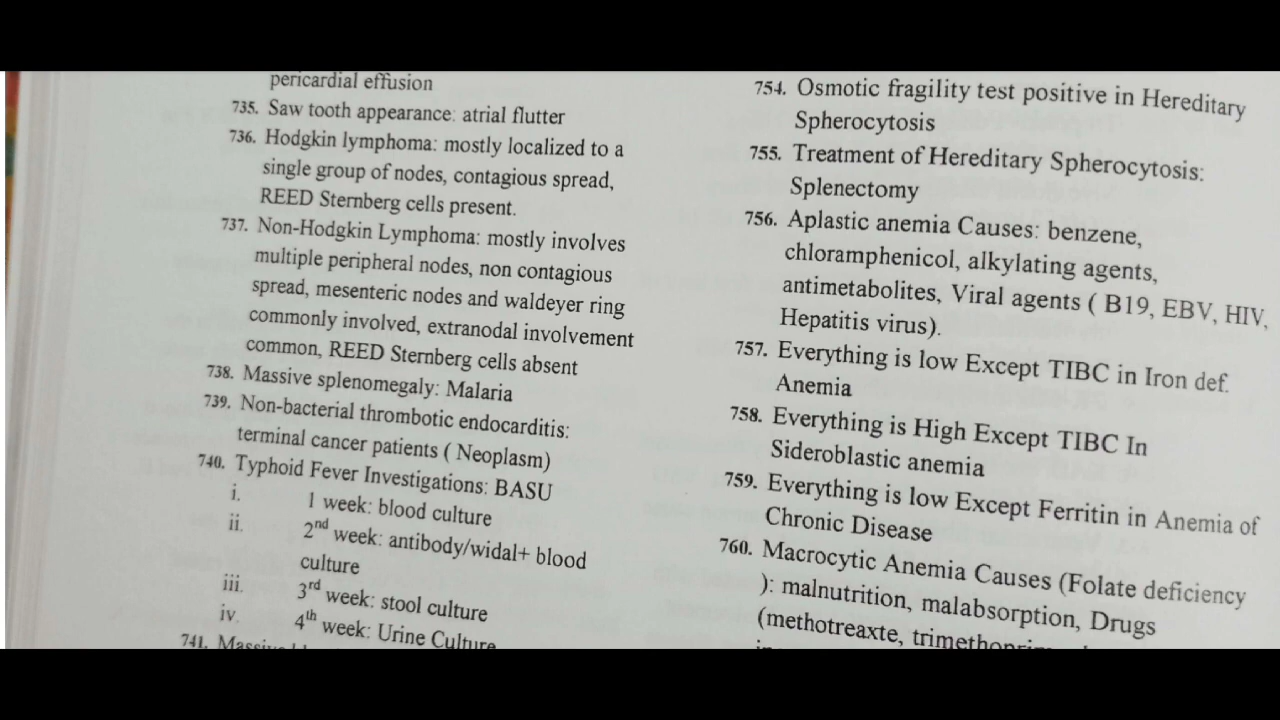 pericardial effusion
735. Saw tooth appearance: atrial flutter
736. Hodgkin lymphoma: mostly localized to a
single group of nodes, contagious spread,
REED Sternberg cells present.
737. Non-Hodgkin Lymphoma: mostly involves
multiple peripheral nodes, non contagious
spread, mesenteric nodes and waldeyer ring
commonly involved, extranodal involvement
common, REED Sternberg cells absent
738. Massive splenomegaly: Malaria
739. Non-bacterial thrombotic endocarditis:
terminal cancer patients ( Neoplasm)
740. Typhoid Fever Investigations: BASU
i. 1 week: blood culture
ii. 2nd week: antibody/widal+ blood
culture
iii. 3rd week: stool culture
iv. 4th week: Urine Culture
741.
754. Osmotic fragility test positive in Hereditary
Spherocytosis
755. Treatment of Hereditary Spherocytosis:
Splenectomy
756. Aplastic anemia Causes: benzene,
chloramphenicol, alkylating agents,
antimetabolites, Viral agents ( B19, EBV, HIV,
Hepatitis virus).
757. Everything is low Except TIBC in Iron def.
Anemia
758. Everything is High Except TIBC In
Sideroblastic anemia
759. Everything is low Except Ferritin in Anemia of
Chronic Disease
760. Macrocytic Anemia Causes (Folate deficiency
): malnutrition, malabsorption, Drugs
(methotreaxte,